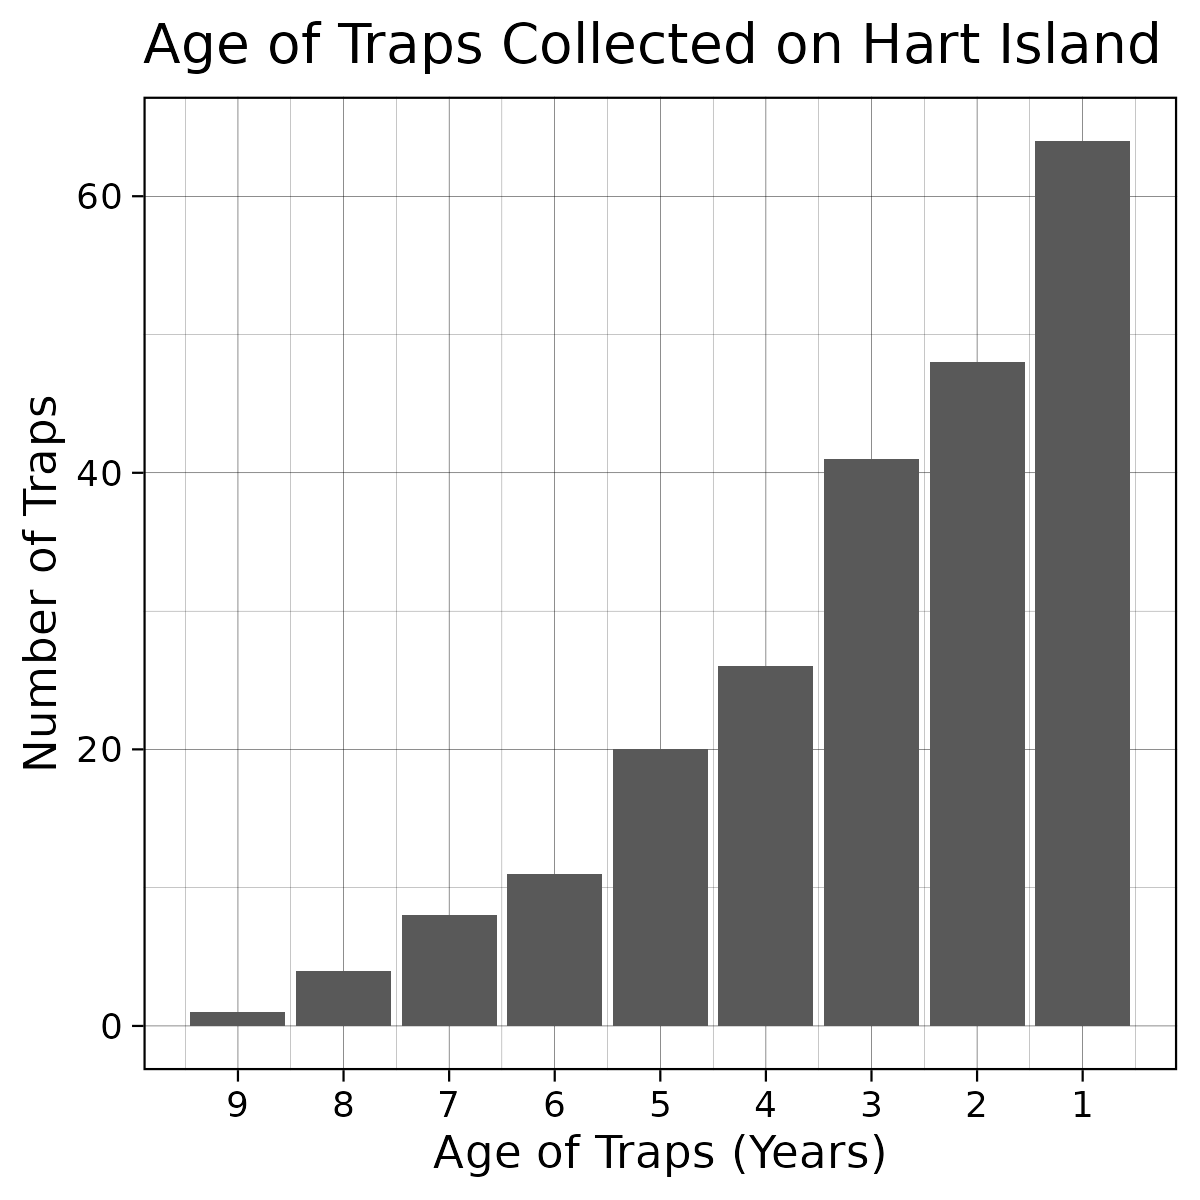 Age of Traps Collected on Hart Island
Number of Traps
60
40
20
0
9 8 7 6 5 4 3 2 1
Age of Traps (Years)